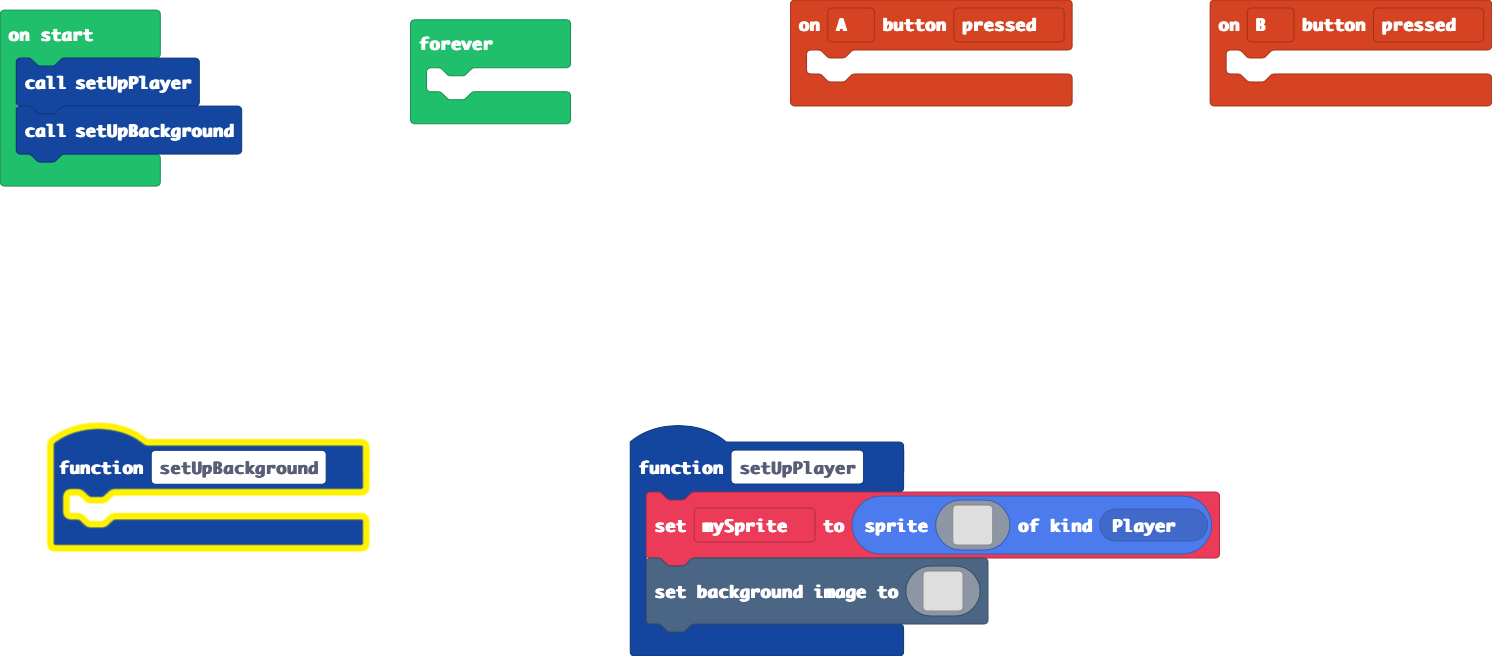 on start
call setUpPlayer
call setUpBackground
forever
on A button pressed
on B button pressed
function setUpBackground
function setUpPlayer
set mySprite to sprite of kind Player
set background image to